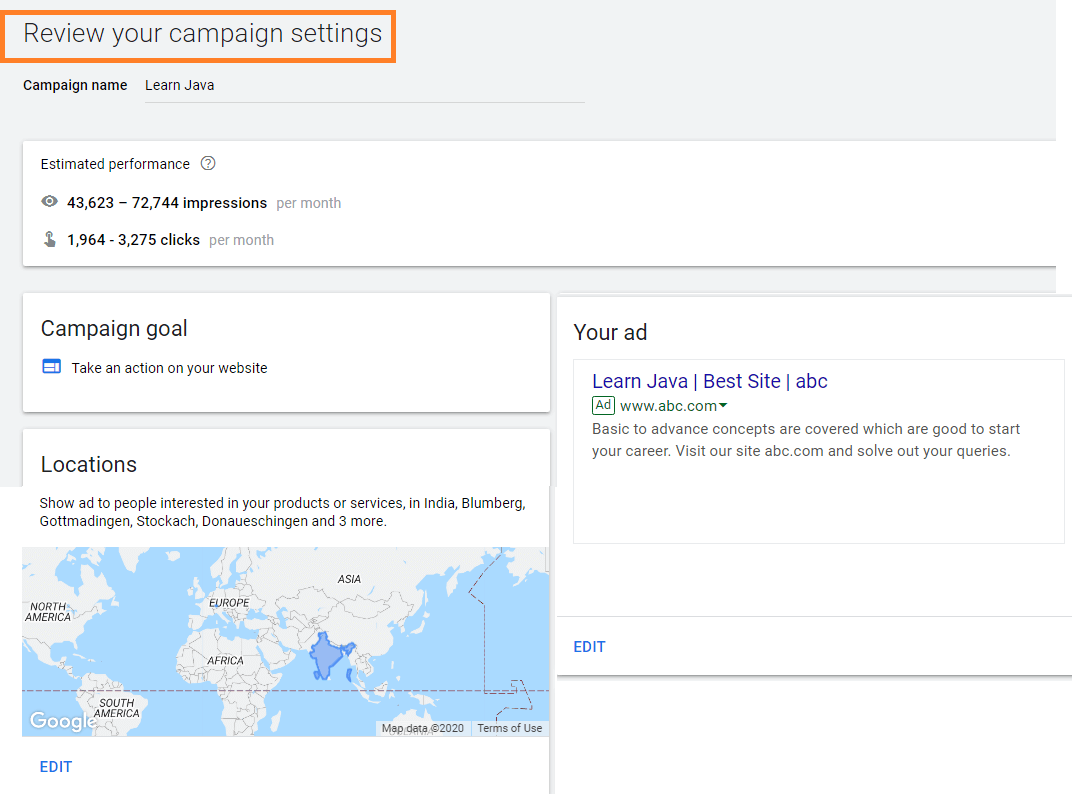 Review your campaign settings
Campaign name Learn Java
Estimated performance ?
43,623 – 72,744 impressions per month
1,964 - 3,275 clicks per month
Campaign goal
Take an action on your website
Locations
Show ad to people interested in your products or services, in India, Blumberg,
Gottmadingen, Stockach, Donaueschingen and 3 more.
ASIA
EUROPE
NORTH
AMERICA
AFRICA
SOUTH
AMERICA
OCEANIA
Google
Map data ©2020 Terms of Use
EDIT
Your ad
Learn Java | Best Site | abc
Ad www.abc.com
Basic to advance concepts are covered which are good to start
your career. Visit our site abc.com and solve out your queries.
EDIT